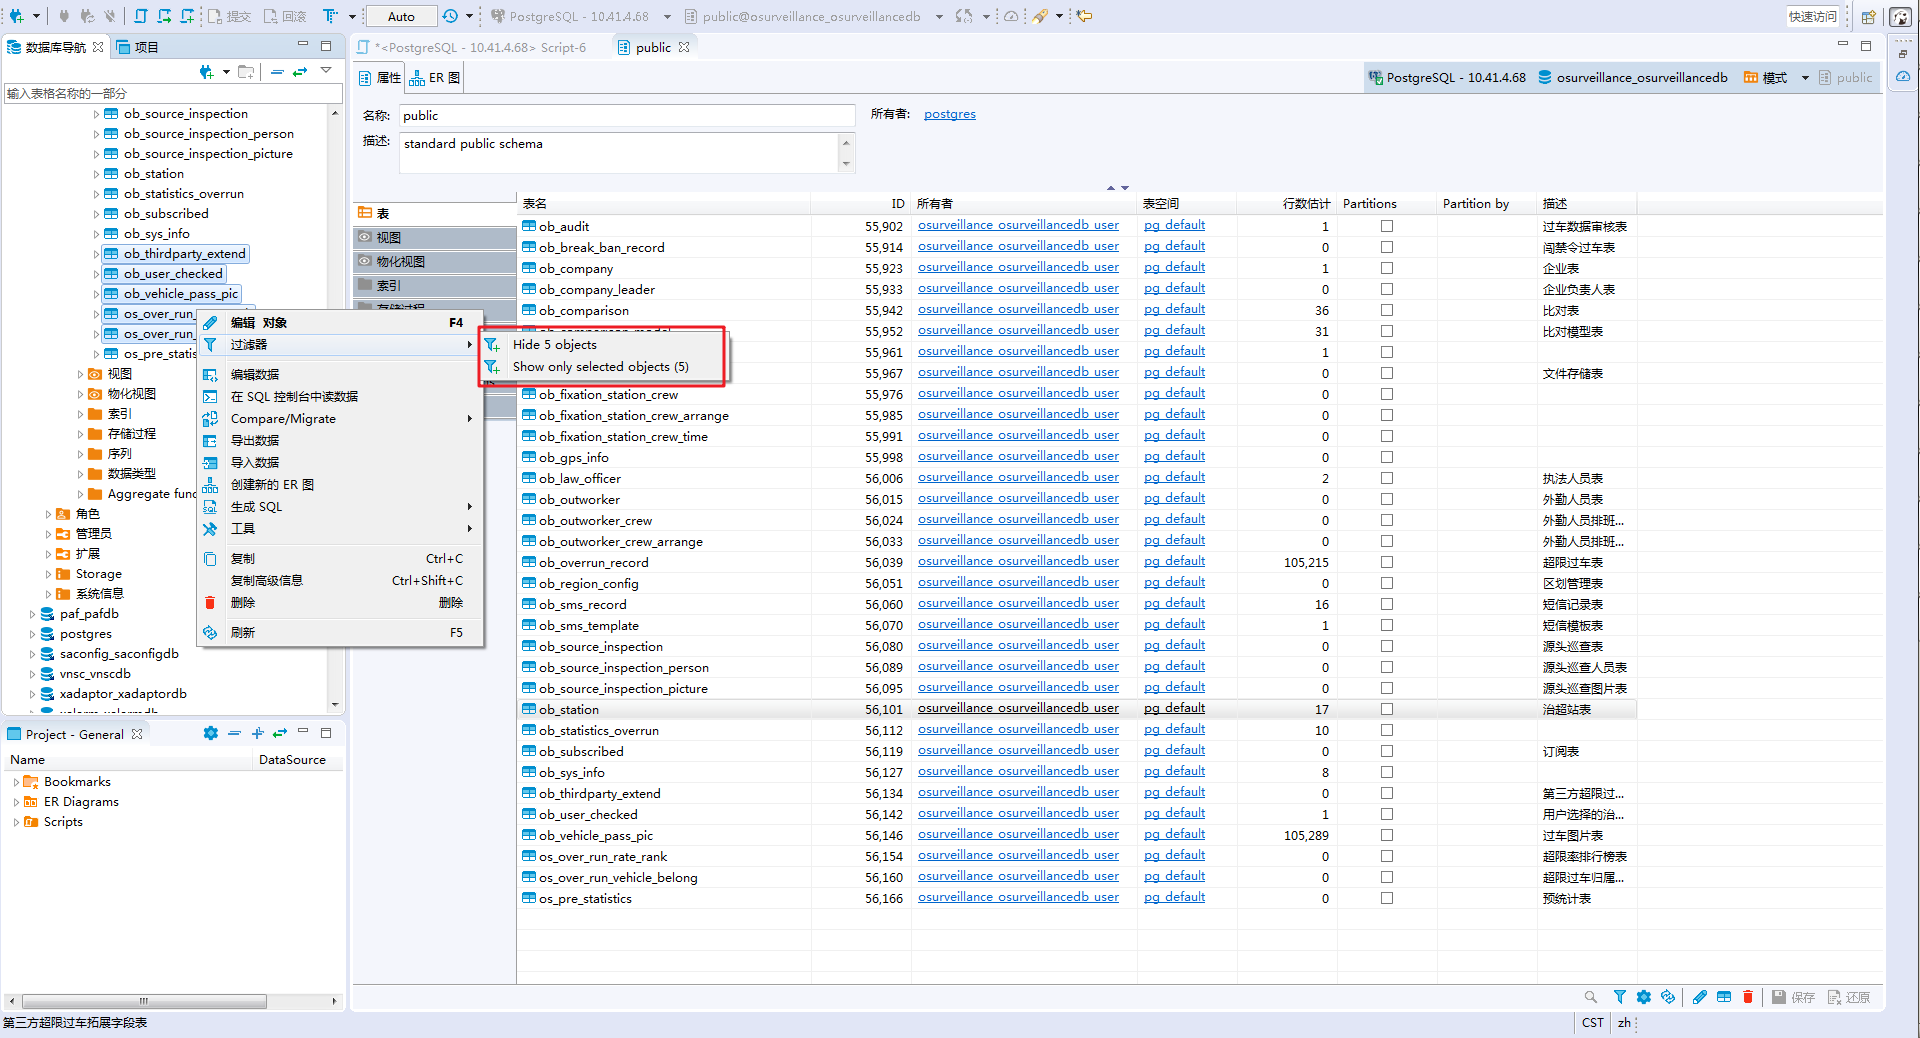 提交
回滚
Auto
PostgreSQL - 10.41.4.68
public@osurveillance_osurveillancedb
快速访问
数据库导航
项目
*<PostgreSQL - 10.41.4.68> Script-6
public
输入表格名称的一部分
ob_source_inspection
ob_source_inspection_person
ob_source_inspection_picture
ob_station
ob_statistics_overrun
ob_subscribed
ob_sys_info
ob_thirdparty_extend
ob_user_checked
ob_vehicle_pass_pic
os_over_run_
os_over_run_
os_pre_statis
视图
物化视图
索引
存储过程
序列
数据类型
Aggregate func
角色
管理员
扩展
Storage
系统信息
paf_pafdb
postgres
saconfig_saconfigdb
vnsc_vnscdb
xadaptor_xadaptordb
编辑 对象 F4
过滤器
编辑数据
在 SQL 控制台中读数据
Compare/Migrate
导出数据
导入数据
创建新的 ER 图
生成 SQL
工具
复制 Ctrl+C
复制高级信息 Ctrl+Shift+C
删除 删除
刷新 F5
Hide 5 objects
Show only selected objects (5)
属性
ER 图
PostgreSQL - 10.41.4.68
osurveillance_osurveillancedb
模式
public
名称: public
所有者: postgres
描述: standard public schema
表
视图
物化视图
索引
存储过程
表名 ID 所有者 表空间 行数估计 Partitions Partition by 描述
ob_audit 55,902 osurveillance_osurveillancedb_user pg_default 1 过车数据审核表
ob_break_ban_record 55,914 osurveillance_osurveillancedb_user pg_default 0 闯禁令过车表
ob_company 55,923 osurveillance_osurveillancedb_user pg_default 1 企业表
ob_company_leader 55,933 osurveillance_osurveillancedb_user pg_default 0 企业负责人表
ob_comparison 55,942 osurveillance_osurveillancedb_user pg_default 36 比对表
ob_comparison_model 55,952 osurveillance_osurveillancedb_user pg_default 31 比对模型表
55,961 osurveillance_osurveillancedb_user pg_default 1
55,967 osurveillance_osurveillancedb_user pg_default 0 文件存储表
ob_fixation_station_crew 55,976 osurveillance_osurveillancedb_user pg_default 0
ob_fixation_station_crew_arrange 55,985 osurveillance_osurveillancedb_user pg_default 0
ob_fixation_station_crew_time 55,991 osurveillance_osurveillancedb_user pg_default 0
ob_gps_info 55,998 osurveillance_osurveillancedb_user pg_default 0
ob_law_officer 56,006 osurveillance_osurveillancedb_user pg_default 2 执法人员表
ob_outworker 56,015 osurveillance_osurveillancedb_user pg_default 0 外勤人员表
ob_outworker_crew 56,024 osurveillance_osurveillancedb_user pg_default 0 外勤人员排班...
ob_outworker_crew_arrange 56,033 osurveillance_osurveillancedb_user pg_default 0 外勤人员排班...
ob_overrun_record 56,039 osurveillance_osurveillancedb_user pg_default 105,215 超限过车表
ob_region_config 56,051 osurveillance_osurveillancedb_user pg_default 0 区划管理表
ob_sms_record 56,060 osurveillance_osurveillancedb_user pg_default 16 短信记录表
ob_sms_template 56,070 osurveillance_osurveillancedb_user pg_default 1 短信模板表
ob_source_inspection 56,080 osurveillance_osurveillancedb_user pg_default 0 源头巡查表
ob_source_inspection_person 56,089 osurveillance_osurveillancedb_user pg_default 0 源头巡查人员表
ob_source_inspection_picture 56,095 osurveillance_osurveillancedb_user pg_default 0 源头巡查图片表
ob_station 56,101 osurveillance_osurveillancedb_user pg_default 17 治超站表
ob_statistics_overrun 56,112 osurveillance_osurveillancedb_user pg_default 10
ob_subscribed 56,119 osurveillance_osurveillancedb_user pg_default 0 订阅表
ob_sys_info 56,127 osurveillance_osurveillancedb_user pg_default 8
ob_thirdparty_extend 56,134 osurveillance_osurveillancedb_user pg_default 0 第三方超限过...
ob_user_checked 56,142 osurveillance_osurveillancedb_user pg_default 1 用户选择的治...
ob_vehicle_pass_pic 56,146 osurveillance_osurveillancedb_user pg_default 105,289 过车图片表
os_over_run_rate_rank 56,154 osurveillance_osurveillancedb_user pg_default 0 超限率排行榜表
os_over_run_vehicle_belong 56,160 osurveillance_osurveillancedb_user pg_default 0 超限过车归属...
os_pre_statistics 56,166 osurveillance_osurveillancedb_user pg_default 0 预统计表
Project - General
Name DataSource
Bookmarks
ER Diagrams
Scripts
保存
还原
第三方超限过车拓展字段表
CST
zh